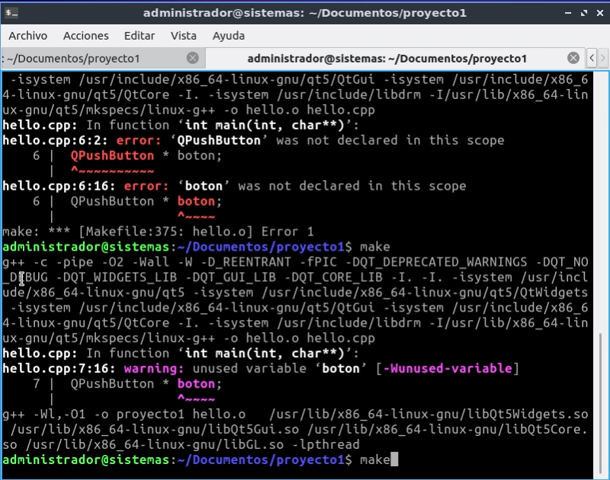 administrador@sistemas: ~/Documentos/proyecto1
Archivo Acciones Editar Vista Ayuda
: ~/Documentos/proyecto1 administrador@sistemas: ~/Documentos/proyecto1
-isystem /usr/include/x86_64-linux-gnu/qt5/QtGui -isystem /usr/include/x86_6
4-linux-gnu/qt5/QtCore -I. -isystem /usr/include/libdrm -I/usr/lib/x86_64-lin
ux-gnu/qt5/mkspecs/linux-g++ -o hello.o hello.cpp
hello.cpp: In function ‘int main(int, char**)’:
hello.cpp:6:2: error: ‘QPushButton’ was not declared in this scope
6 | QPushButton * boton;
^~~~~~~~~~~
hello.cpp:6:16: error: ‘boton’ was not declared in this scope
6 | QPushButton * boton;
^~~~~
make: *** [Makefile:375: hello.o] Error 1
administrador@sistemas:~/Documentos/proyecto1$ make
g++ -c -pipe -O2 -Wall -W -D_REENTRANT -fPIC -DQT_DEPRECATED_WARNINGS -DQT_NO
_DEBUG -DQT_WIDGETS_LIB -DQT_GUI_LIB -DQT_CORE_LIB -I. -I. -isystem /usr/incl
ude/x86_64-linux-gnu/qt5 -isystem /usr/include/x86_64-linux-gnu/qt5/QtWidgets
-isystem /usr/include/x86_64-linux-gnu/qt5/QtGui -isystem /usr/include/x86_6
4-linux-gnu/qt5/QtCore -I. -isystem /usr/include/libdrm -I/usr/lib/x86_64-lin
ux-gnu/qt5/mkspecs/linux-g++ -o hello.o hello.cpp
hello.cpp: In function ‘int main(int, char**)’:
hello.cpp:7:16: warning: unused variable ‘boton’ [-Wunused-variable]
7 | QPushButton * boton;
^~~~~
g++ -Wl,-O1 -o proyecto1 hello.o /usr/lib/x86_64-linux-gnu/libQt5Widgets.so
/usr/lib/x86_64-linux-gnu/libQt5Gui.so /usr/lib/x86_64-linux-gnu/libQt5Core.
so /usr/lib/x86_64-linux-gnu/libGL.so -lpthread
administrador@sistemas:~/Documentos/proyecto1$ make